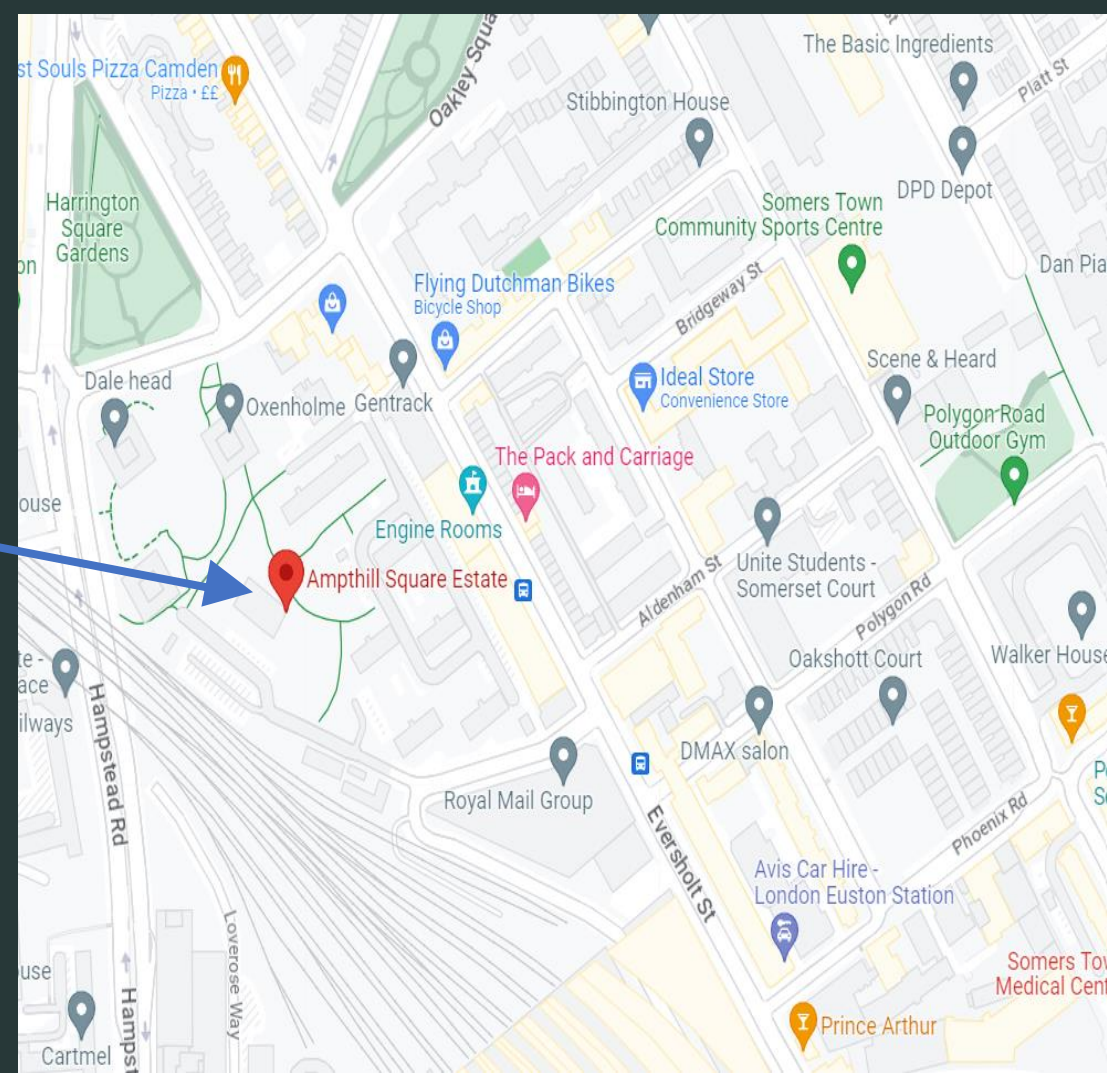 The Basic Ingredients
st Souls Pizza Camden
Pizza • ££
Oakley Squa
Platt St
Stibbington House
DPD Depot
Harrington
Square
Gardens
on
Somers Town
Community Sports Centre
Dan Pia
Flying Dutchman Bikes
Bicycle Shop
Bridgeway St
Scene & Heard
Dale head
Oxenholme
Gentrack
Ideal Store
Convenience Store
Polygon Road
Outdoor Gym
The Pack and Carriage
ouse
Engine Rooms
Ampthill Square Estate
Unite Students -
Somerset Court
Aldenham St
Polygon Rd
te -
ace
ilways
Oakshott Court
Walker House
Hampstead Rd
DMAX salon
Royal Mail Group
Eversholt St
Phoenix Rd
Avis Car Hire -
London Euston Station
Loverose Way
use
Hampst
Somers Tow
Medical Cent
Prince Arthur
Cartmel